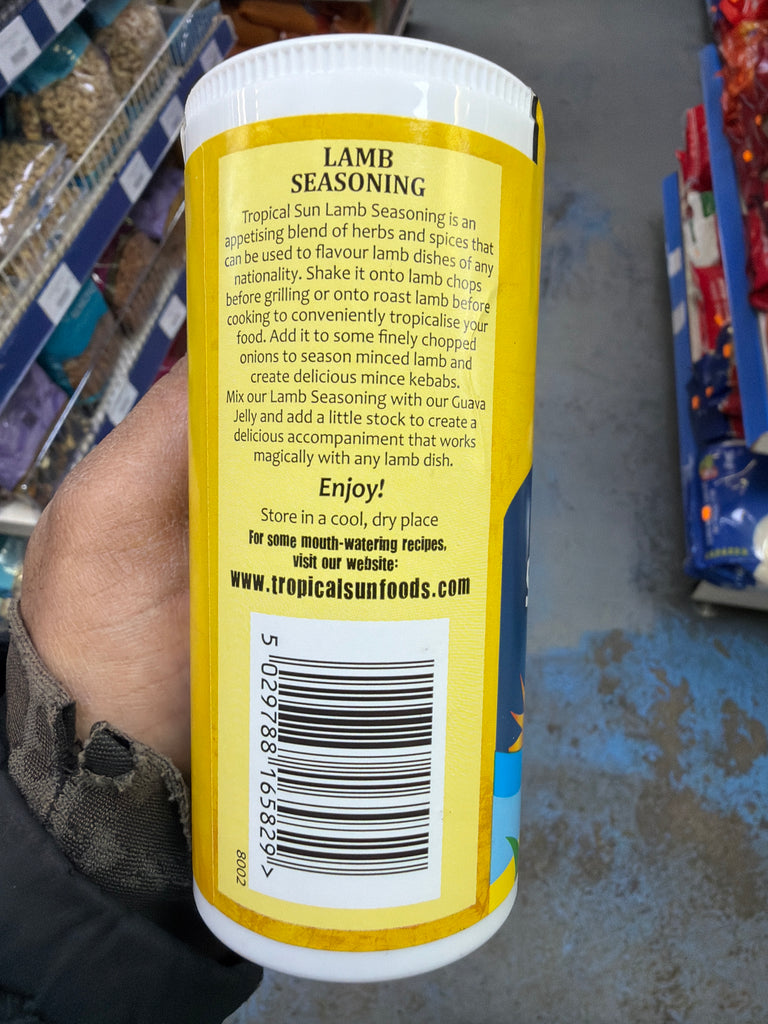 LAMB
SEASONING
Tropical Sun Lamb Seasoning is an
appetising blend of herbs and spices that
can be used to flavour lamb dishes of any
nationality. Shake it onto lamb chops
before grilling or onto roast lamb before
cooking to conveniently tropicalise your
food. Add it to some finely chopped
onions to season minced lamb and
create delicious mince kebabs.
Mix our Lamb Seasoning with our Guava
Jelly and add a little stock to create a
delicious accompaniment that works
magically with any lamb dish.
Enjoy!
Store in a cool, dry place
For some mouth-watering recipes,
visit our website:
www.tropicalsunfoods.com
5 029788 165829 >
8002